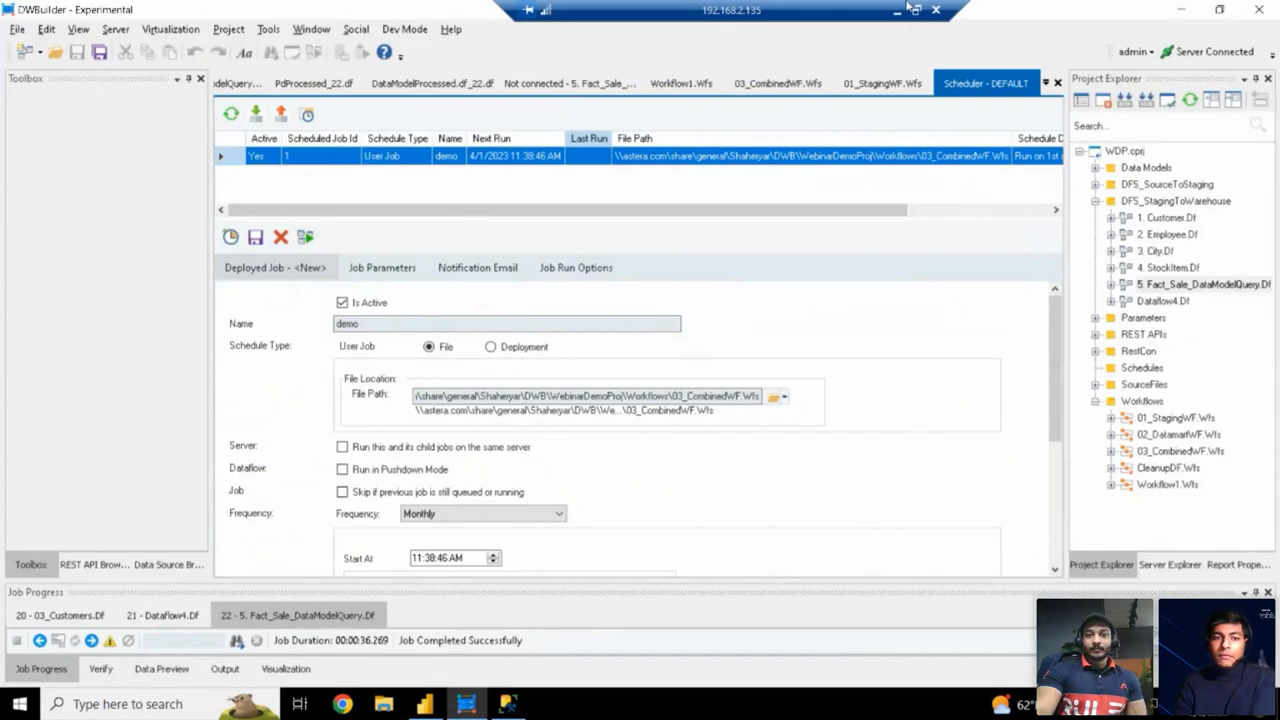 DWBuilder - Experimental
192.168.2.135
File Edit View Server Virtualization Project Tools Window Social Dev Mode Help
admin Server Connected
Toolbox
delQuery... PdProcessed_22.df DataModelProcessed.df_22.df Not connected - 5. Fact_Sale_... Workflow1.Wfs 03_CombinedWF.Wfs 01_StagingWF.Wfs Scheduler - DEFAULT
Active Scheduled Job Id Schedule Type Name Next Run Last Run File Path Schedule D
Yes 1 User Job demo 4/1/2023 11:38:46 AM \\astera.com\share\general\Shaheryar\DWB\WebinarDemoProj\Workflows\03_CombinedWF.Wfs Run on 1st
Deployed Job - <New> Job Parameters Notification Email Job Run Options
Is Active
Name demo
Schedule Type: User Job File Deployment
File Location:
File Path: \share\general\Shaheryar\DWB\WebinarDemoProj\Workflows\03_CombinedWF.Wfs
\\astera.com\share\general\Shaheryar\DWB\We...\03_CombinedWF.Wfs
Server: Run this and its child jobs on the same server
Dataflow: Run in Pushdown Mode
Job Skip if previous job is still queued or running
Frequency: Frequency: Monthly
Start At 11:38:46 AM
Project Explorer
Search...
WDP.cprj
Data Models
DFS_SourceToStaging
DFS_StagingToWarehouse
1. Customer.Df
2. Employee.Df
3. City.Df
4. StockItem.Df
5. Fact_Sale_DataModelQuery.Df
Dataflow4.Df
Parameters
REST APIs
RestCon
Schedules
SourceFiles
Workflows
01_StagingWF.Wfs
02_DatamartWF.Wfs
03_CombinedWF.Wfs
CleanupDF.Wfs
Workflow1.Wfs
Toolbox REST API Brow... Data Source Br...
Project Explorer Server Explorer Report Prope...
Job Progress
20 - 03_Customers.Df 21 - Dataflow4.Df 22 - 5. Fact_Sale_DataModelQuery.Df
Job Duration: 00:00:36.269 Job Completed Successfully
Job Progress Verify Data Preview Output Visualization
Type here to search
62°
RULE